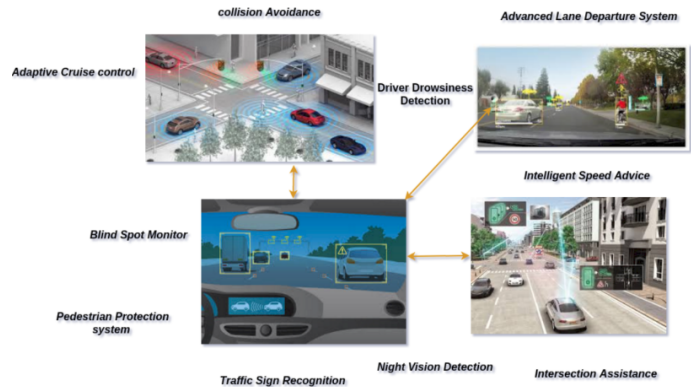 collision Avoidance
Advanced Lane Departure System
Adaptive Cruise control
Driver Drowsiness
Detection
Intelligent Speed Advice
Blind Spot Monitor
Pedestrian Protection
system
Night Vision Detection
Intersection Assistance
Traffic Sign Recognition